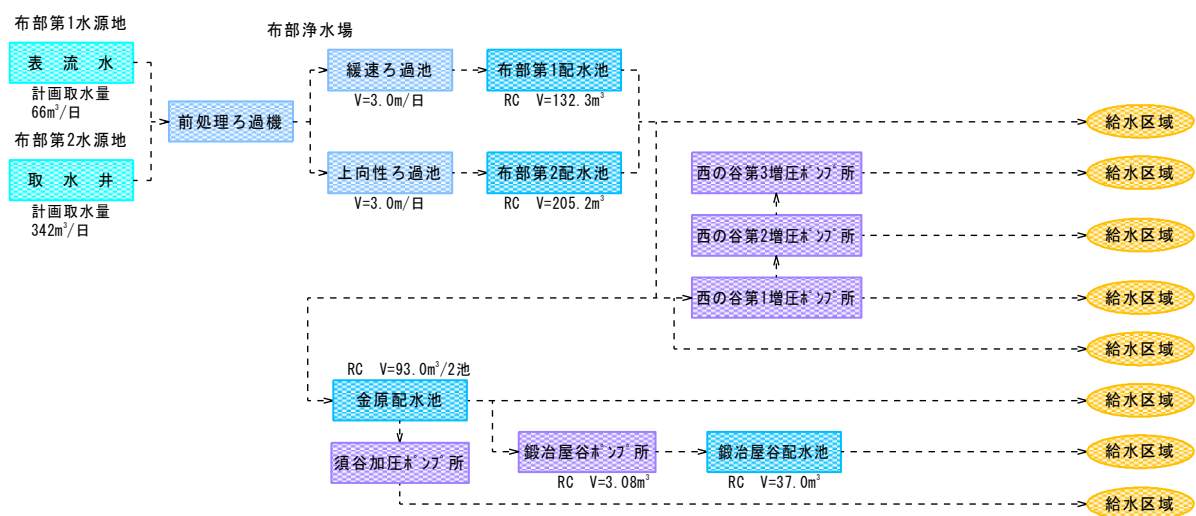 布部第1水源地
表流水
計画取水量
66m³/日
布部第2水源地
取水井
計画取水量
342m³/日
前処理ろ過機
布部浄水場
緩速ろ過池
V=3.0m/日
上向性ろ過池
V=3.0m/日
布部第1配水池
RC V=132.3m³
布部第2配水池
RC V=205.2m³
給水区域
西の谷第3増圧ﾎﾟﾝﾌﾟ所
給水区域
西の谷第2増圧ﾎﾟﾝﾌﾟ所
給水区域
西の谷第1増圧ﾎﾟﾝﾌﾟ所
給水区域
給水区域
RC V=93.0m³/2池
金原配水池
給水区域
須谷加圧ﾎﾟﾝﾌﾟ所
鍛冶屋谷ﾎﾟﾝﾌﾟ所
RC V=3.08m³
鍛冶屋谷配水池
RC V=37.0m³
給水区域
給水区域